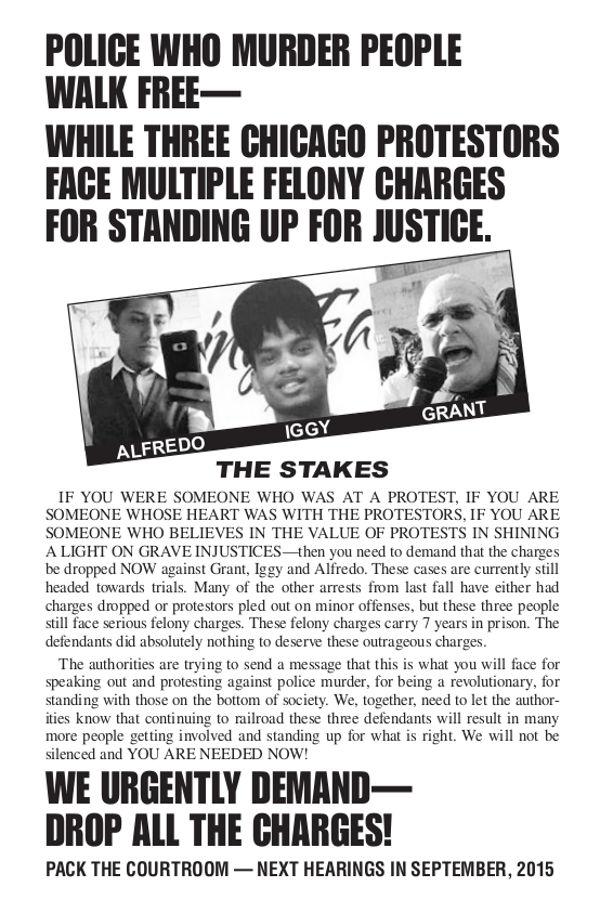 POLICE WHO MURDER PEOPLE
WALK FREE—
WHILE THREE CHICAGO PROTESTORS
FACE MULTIPLE FELONY CHARGES
FOR STANDING UP FOR JUSTICE.
ALFREDO
IGGY
GRANT
THE STAKES
IF YOU WERE SOMEONE WHO WAS AT A PROTEST, IF YOU ARE
SOMEONE WHOSE HEART WAS WITH THE PROTESTORS, IF YOU ARE
SOMEONE WHO BELIEVES IN THE VALUE OF PROTESTS IN SHINING
A LIGHT ON GRAVE INJUSTICES—then you need to demand that the charges
be dropped NOW against Grant, Iggy and Alfredo. These cases are currently still
headed towards trials. Many of the other arrests from last fall have either had
charges dropped or protestors pled out on minor offenses, but these three people
still face serious felony charges. These felony charges carry 7 years in prison. The
defendants did absolutely nothing to deserve these outrageous charges.
The authorities are trying to send a message that this is what you will face for
speaking out and protesting against police murder, for being a revolutionary, for
standing with those on the bottom of society. We, together, need to let the author-
ities know that continuing to railroad these three defendants will result in many
more people getting involved and standing up for what is right. We will not be
silenced and YOU ARE NEEDED NOW!
WE URGENTLY DEMAND—
DROP ALL THE CHARGES!
PACK THE COURTROOM — NEXT HEARINGS IN SEPTEMBER, 2015